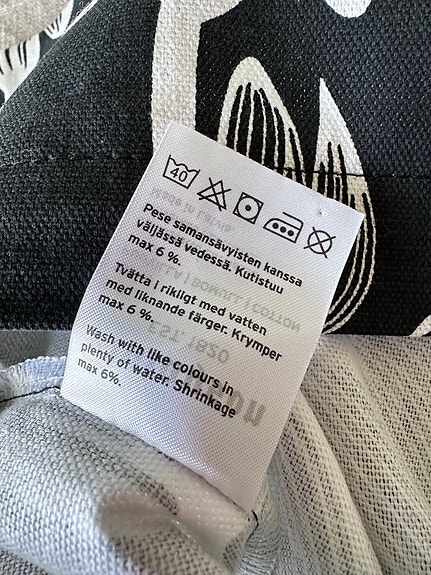 40
Pese samansävyisten kanssa
väljässä vedessä. Kutistuu
max 6 %.
Tvätta i rikligt med vatten
med liknande färger. Krymper
max 6 %.
Wash with like colours in
plenty of water. Shrinkage
max 6%.